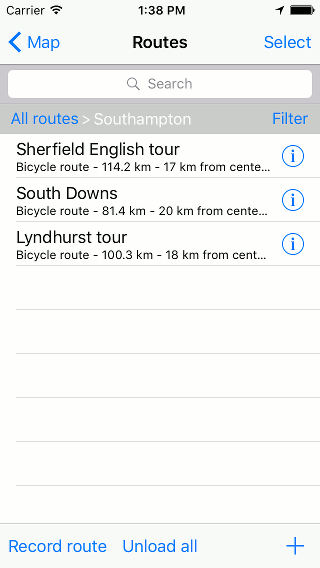 Carrier 1:38 PM
Map Routes Select
Search
All routes > Southampton Filter
Sherfield English tour
Bicycle route - 114.2 km - 17 km from cente...
South Downs
Bicycle route - 81.4 km - 20 km from cente...
Lyndhurst tour
Bicycle route - 100.3 km - 18 km from cent...
Record route Unload all